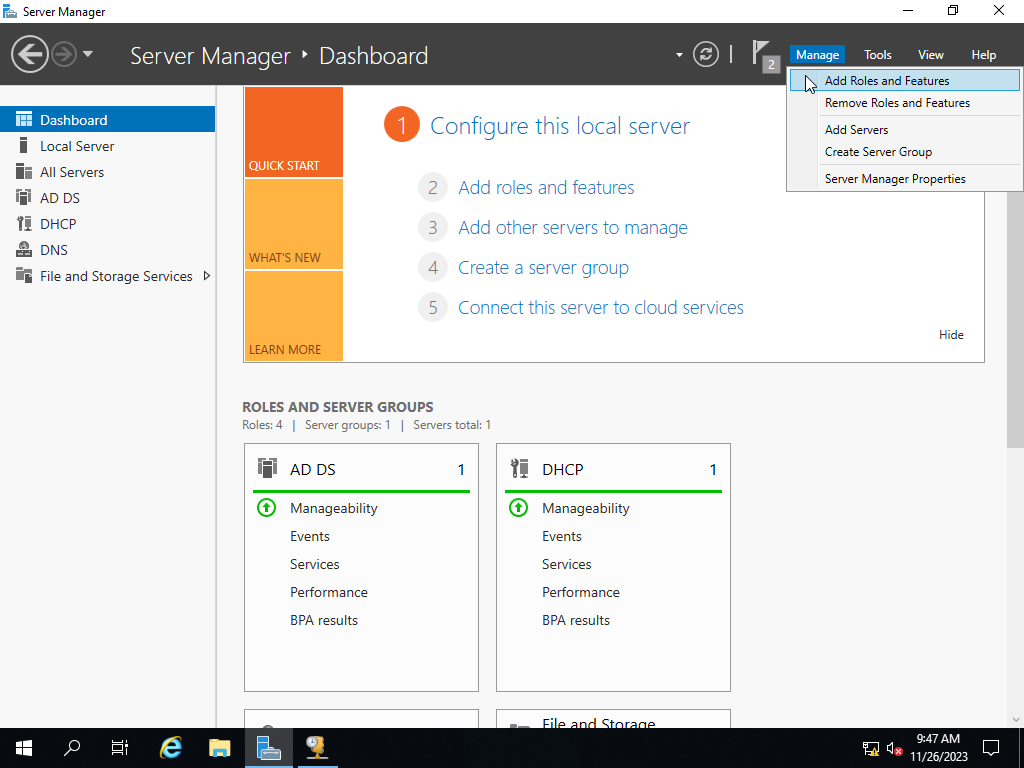 Server Manager
Server Manager ‣ Dashboard
2
Manage
Tools
View
Help
Add Roles and Features
Remove Roles and Features
Add Servers
Create Server Group
Server Manager Properties
Dashboard
Local Server
All Servers
AD DS
DHCP
DNS
File and Storage Services
QUICK START
WHAT'S NEW
LEARN MORE
1 Configure this local server
2 Add roles and features
3 Add other servers to manage
4 Create a server group
5 Connect this server to cloud services
Hide
ROLES AND SERVER GROUPS
Roles: 4 | Server groups: 1 | Servers total: 1
AD DS 1
Manageability
Events
Services
Performance
BPA results
DHCP 1
Manageability
Events
Services
Performance
BPA results
File and Storage
9:47 AM
11/26/2023